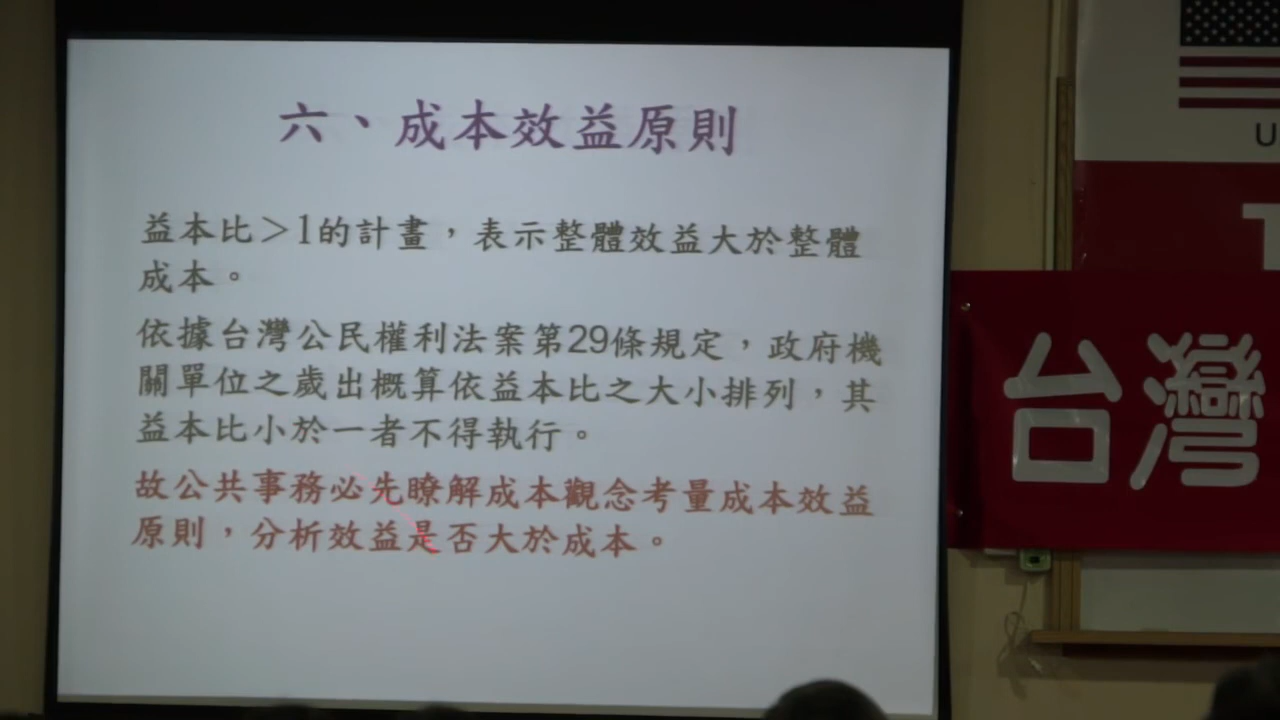 六、成本效益原則
益本比＞1的計畫，表示整體效益大於整體
成本。
依據台灣公民權利法案第29條規定，政府機
關單位之歲出概算依益本比之大小排列，其
益本比小於一者不得執行。
故公共事務必先瞭解成本觀念考量成本效益
原則，分析效益是否大於成本。
U
T
台灣